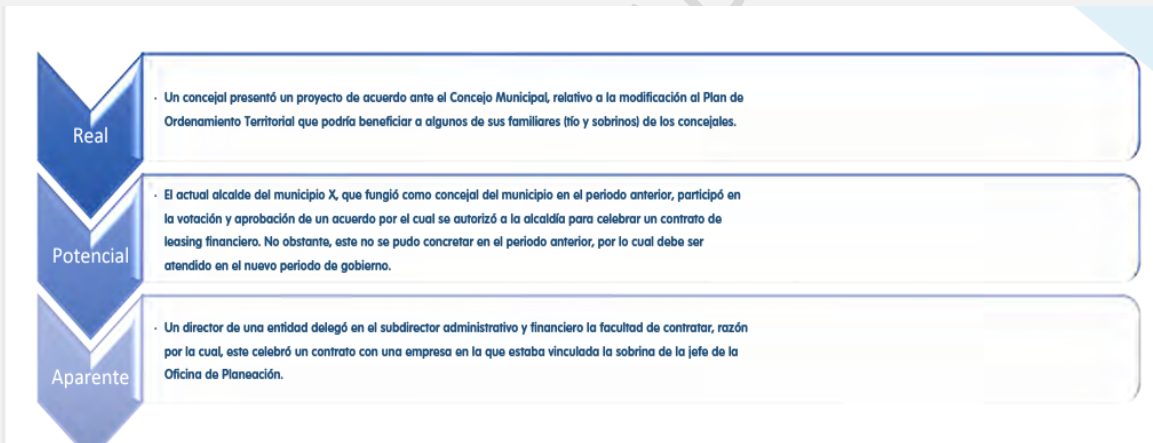 Real
· Un concejal presentó un proyecto de acuerdo ante el Concejo Municipal, relativo a la modificación al Plan de
Ordenamiento Territorial que podría beneficiar a algunos de sus familiares (tío y sobrinos) de los concejales.
Potencial
· El actual alcalde del municipio X, que fungió como concejal del municipio en el periodo anterior, participó en
la votación y aprobación de un acuerdo por el cual se autorizó a la alcaldía para celebrar un contrato de
leasing financiero. No obstante, este no se pudo concretar en el periodo anterior, por lo cual debe ser
atendido en el nuevo periodo de gobierno.
Aparente
· Un director de una entidad delegó en el subdirector administrativo y financiero la facultad de contratar, razón
por la cual, este celebró un contrato con una empresa en la que estaba vinculada la sobrina de la jefe de la
Oficina de Planeación.